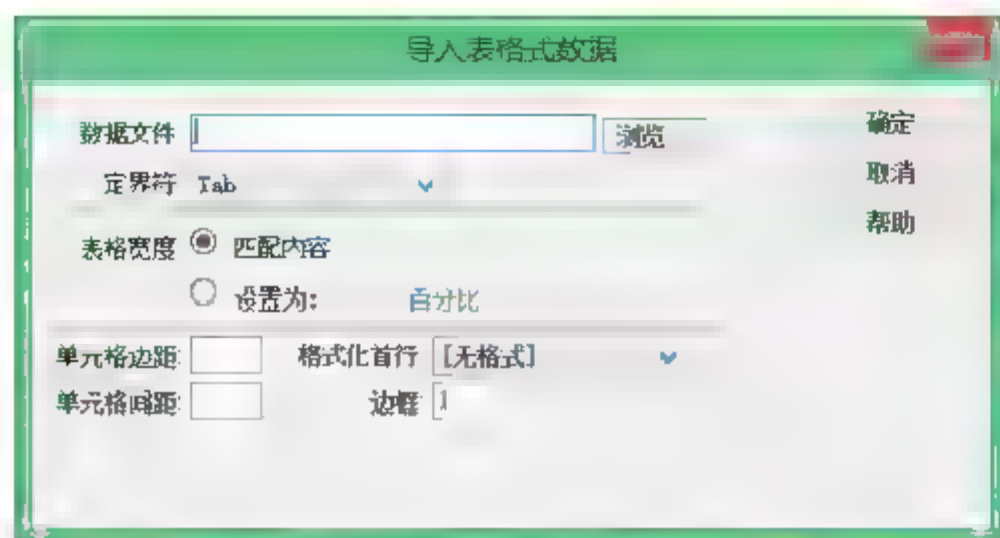 导入表格式数据
数据文件 浏览 确定
定界符 Tab 取消
表格宽度 匹配内容 帮助
设置为: 百分比
单元格边距: 格式化首行 [无格式]
单元格间距: 边框 1